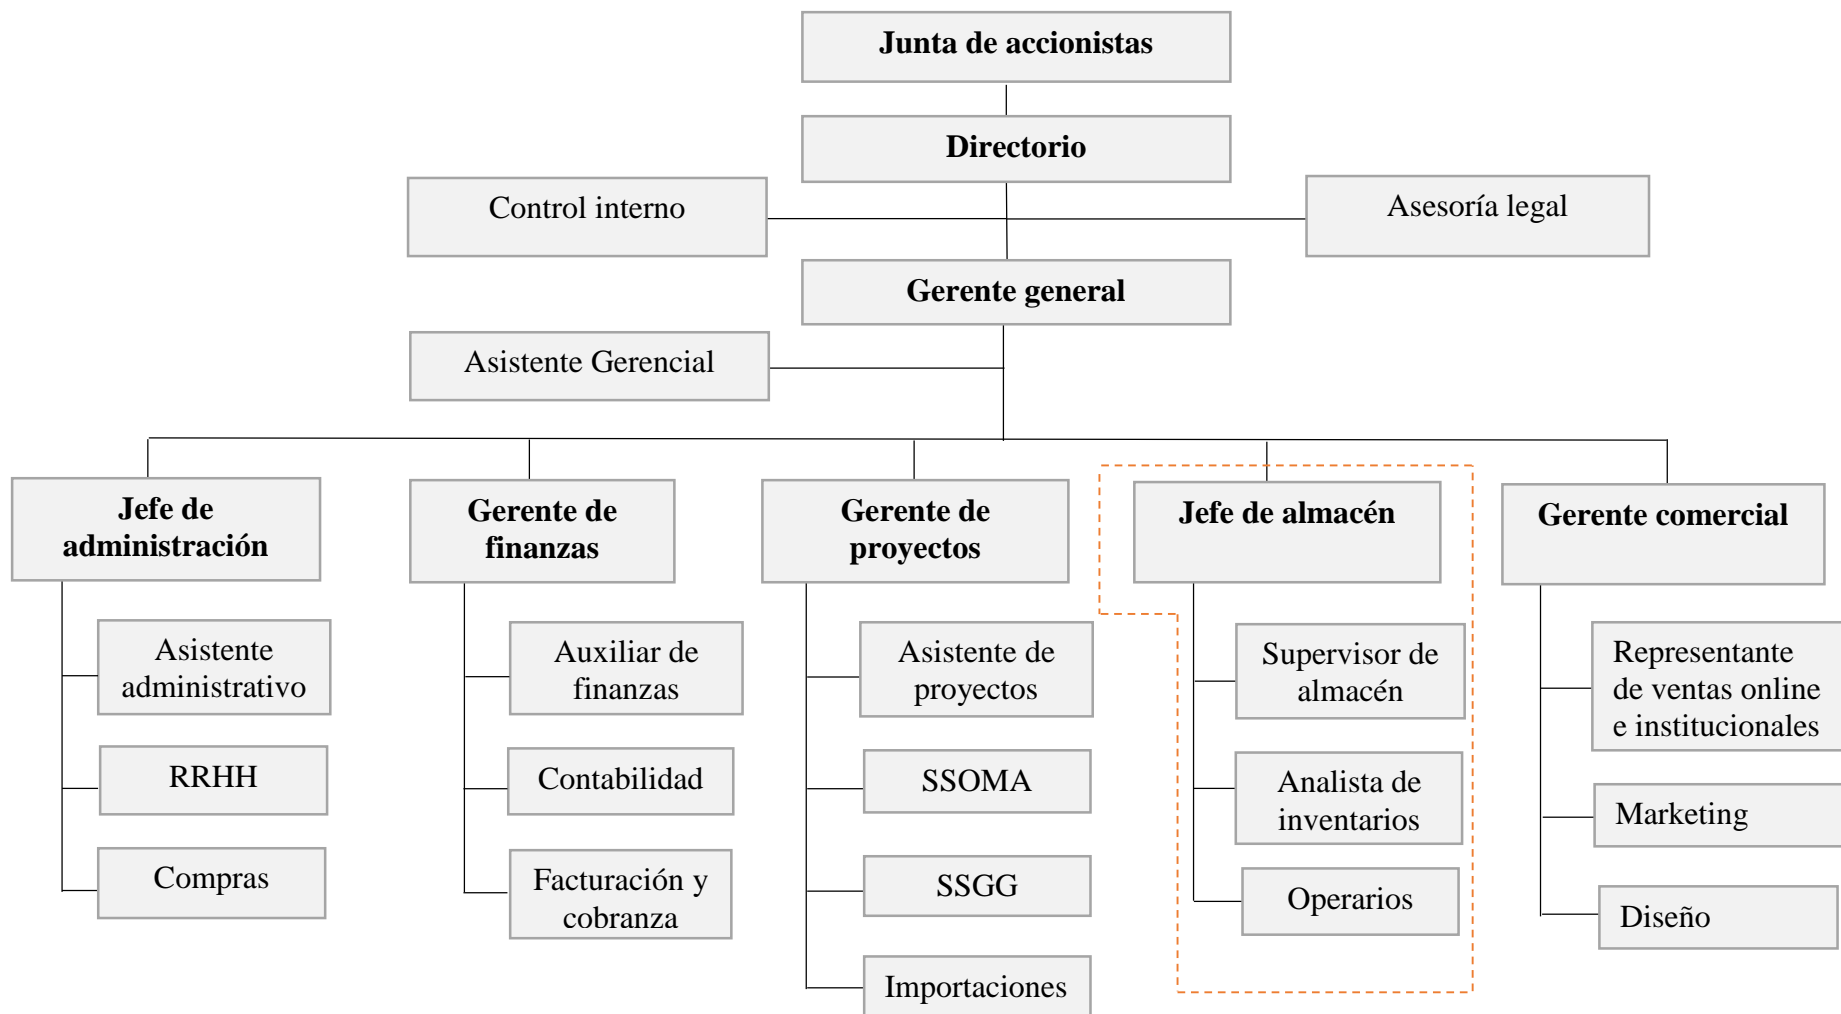 Junta de accionistas
Directorio
Control interno
Asesoría legal
Gerente general
Asistente Gerencial
Jefe de
administración
Asistente
administrativo
RRHH
Compras
Gerente de
finanzas
Auxiliar de
finanzas
Contabilidad
Facturación y
cobranza
Gerente de
proyectos
Asistente de
proyectos
SSOMA
SSGG
Importaciones
Jefe de almacén
Supervisor de
almacén
Analista de
inventarios
Operarios
Gerente comercial
Representante
de ventas online
e institucionales
Marketing
Diseño